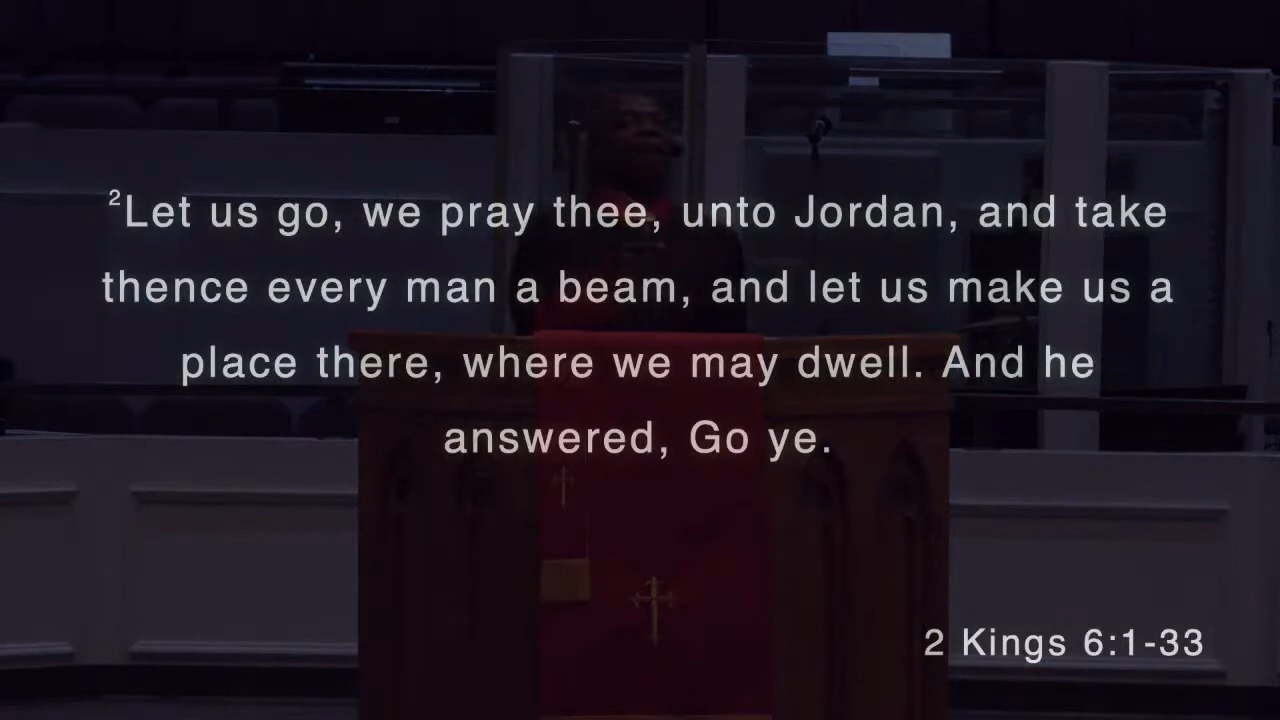 ²Let us go, we pray thee, unto Jordan, and take
thence every man a beam, and let us make us a
place there, where we may dwell. And he
answered, Go ye.
2 Kings 6:1-33